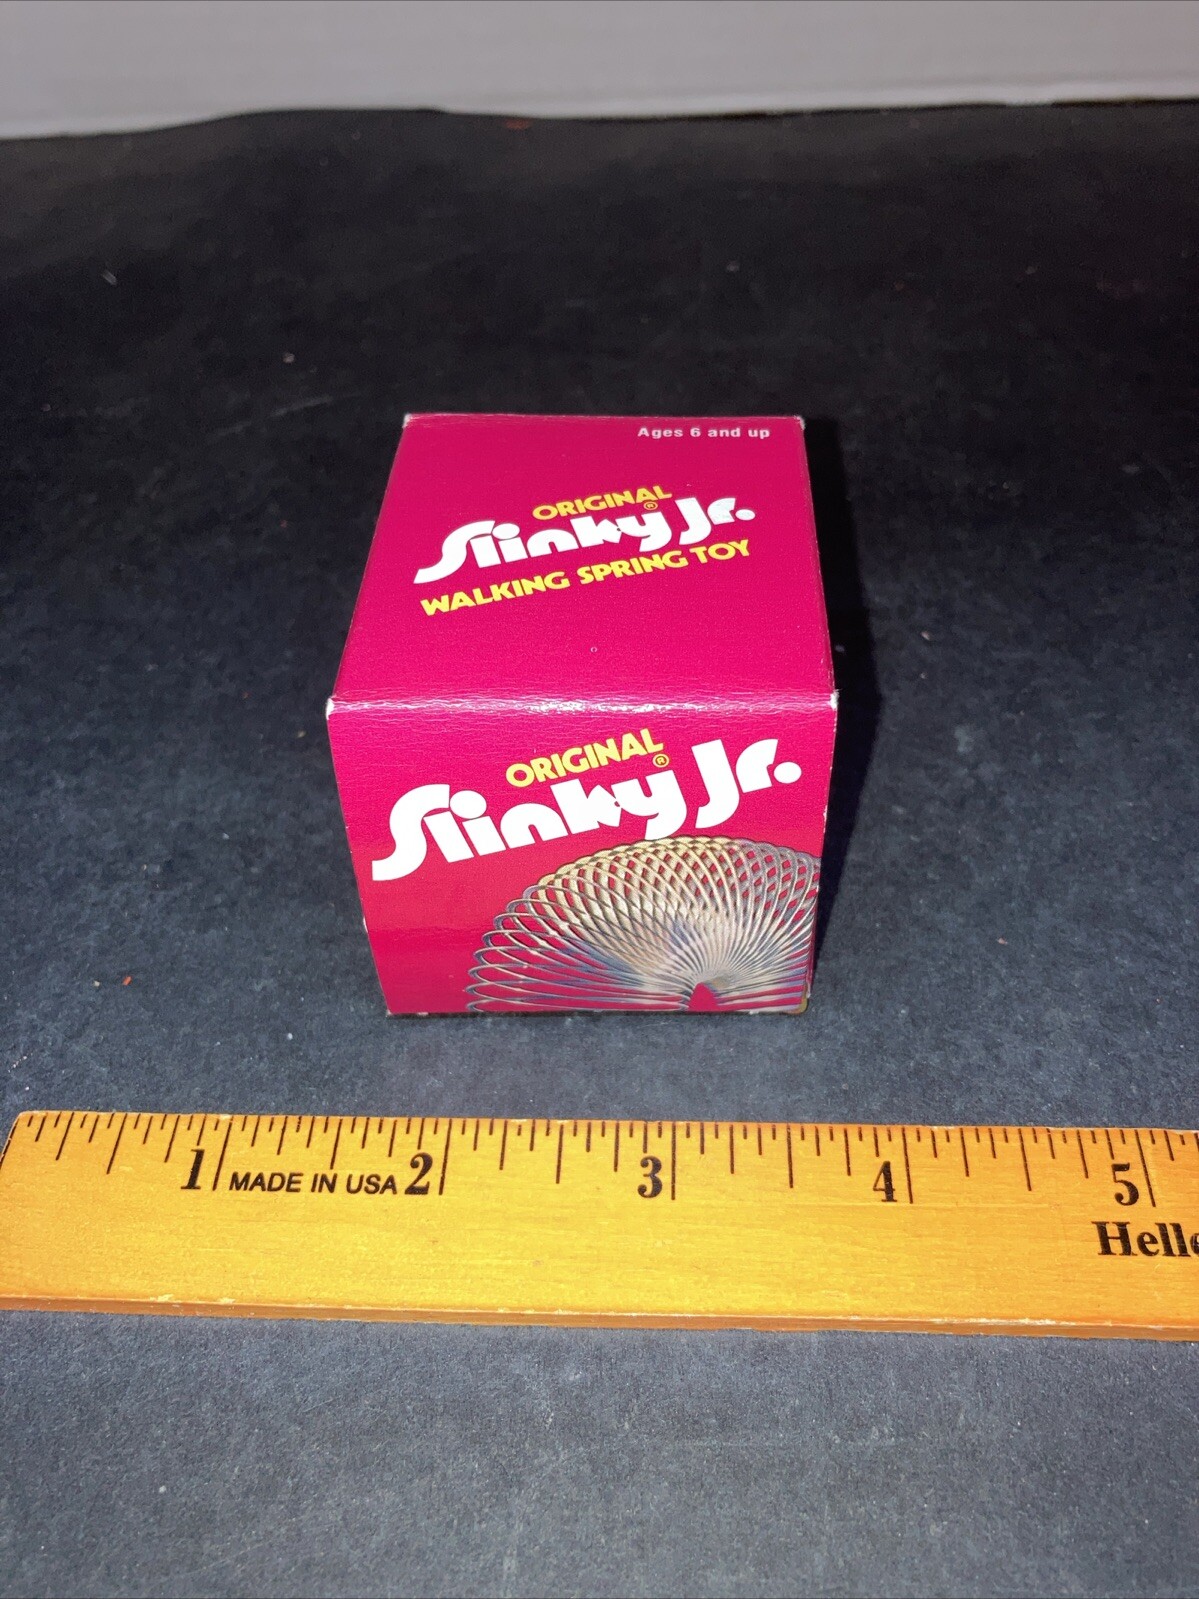 Ages 6 and up
ORIGINAL
Slinky® Jr.
WALKING SPRING TOY
ORIGINAL
Slinky® Jr.
1 MADE IN USA 2 3 4 5
Helle